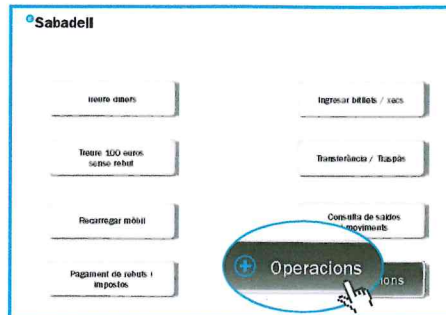 Sabadell
Treure diners
Ingressar bitllets / xecs
Treure 100 euros
sense rebut
Transferència / Traspàs
Recarregar mòbil
Consulta de saldos
i moviments
Pagament de rebuts i
impostos
Operacions